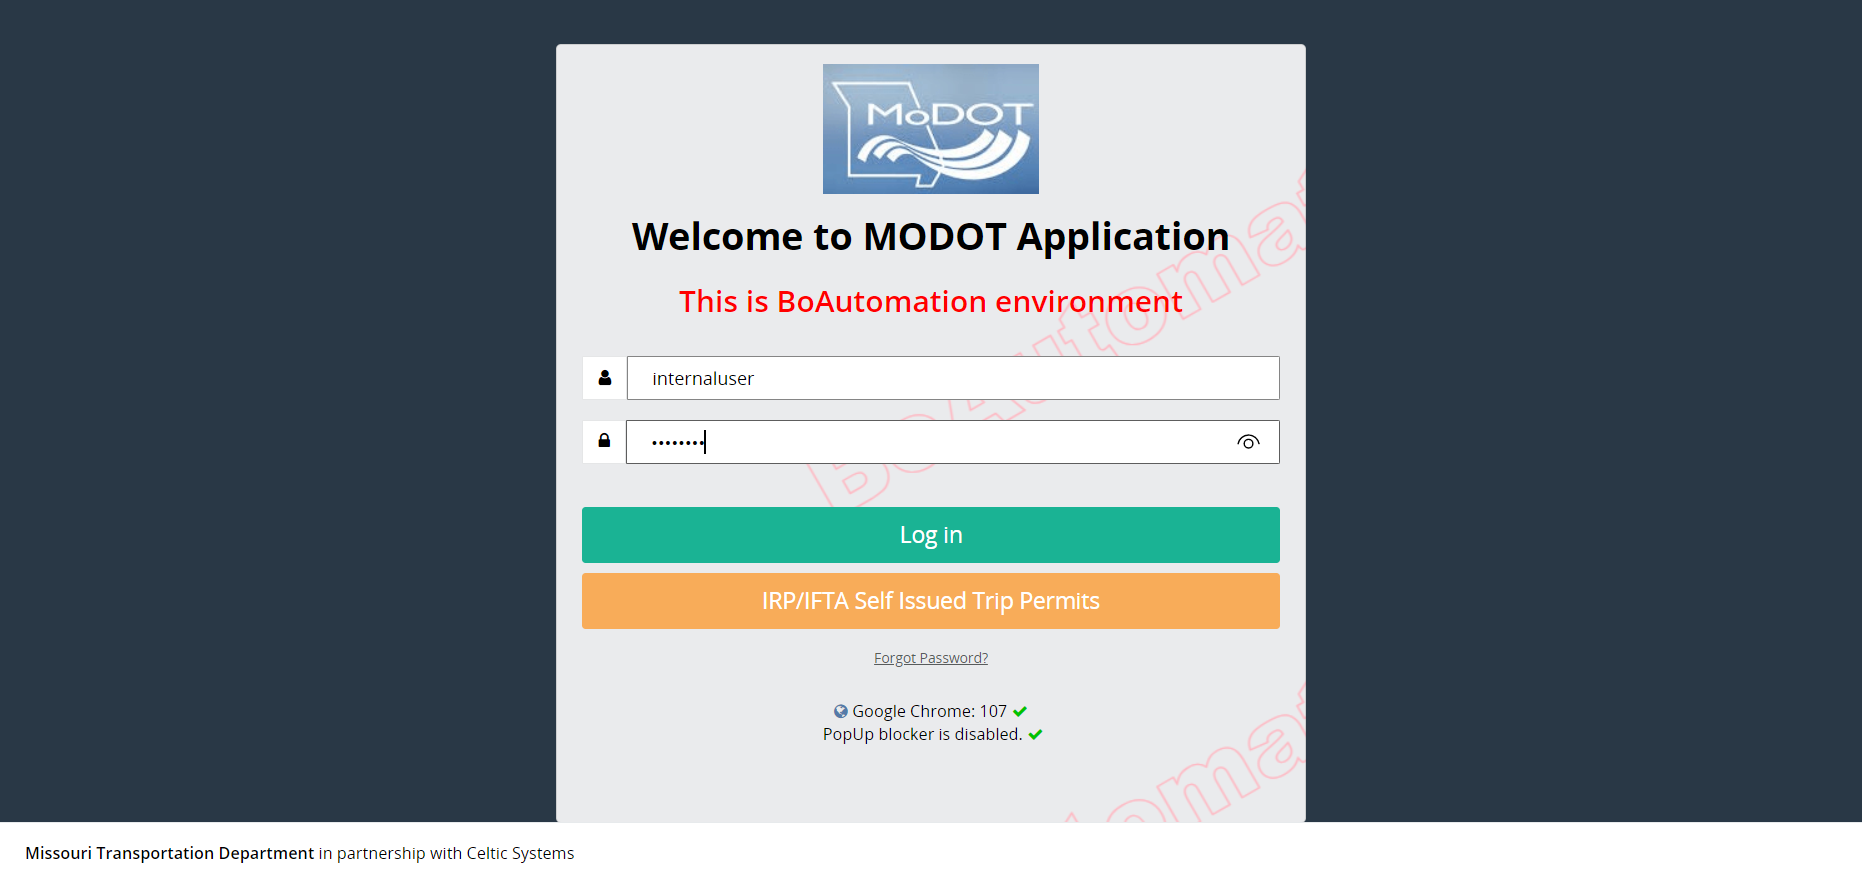 MoDOT
Welcome to MODOT Application
This is BoAutomation environment
internaluser
••••••••
Log in
IRP/IFTA Self Issued Trip Permits
Forgot Password?
Google Chrome: 107
PopUp blocker is disabled.
BoAutomat
tomat
Missouri Transportation Department in partnership with Celtic Systems